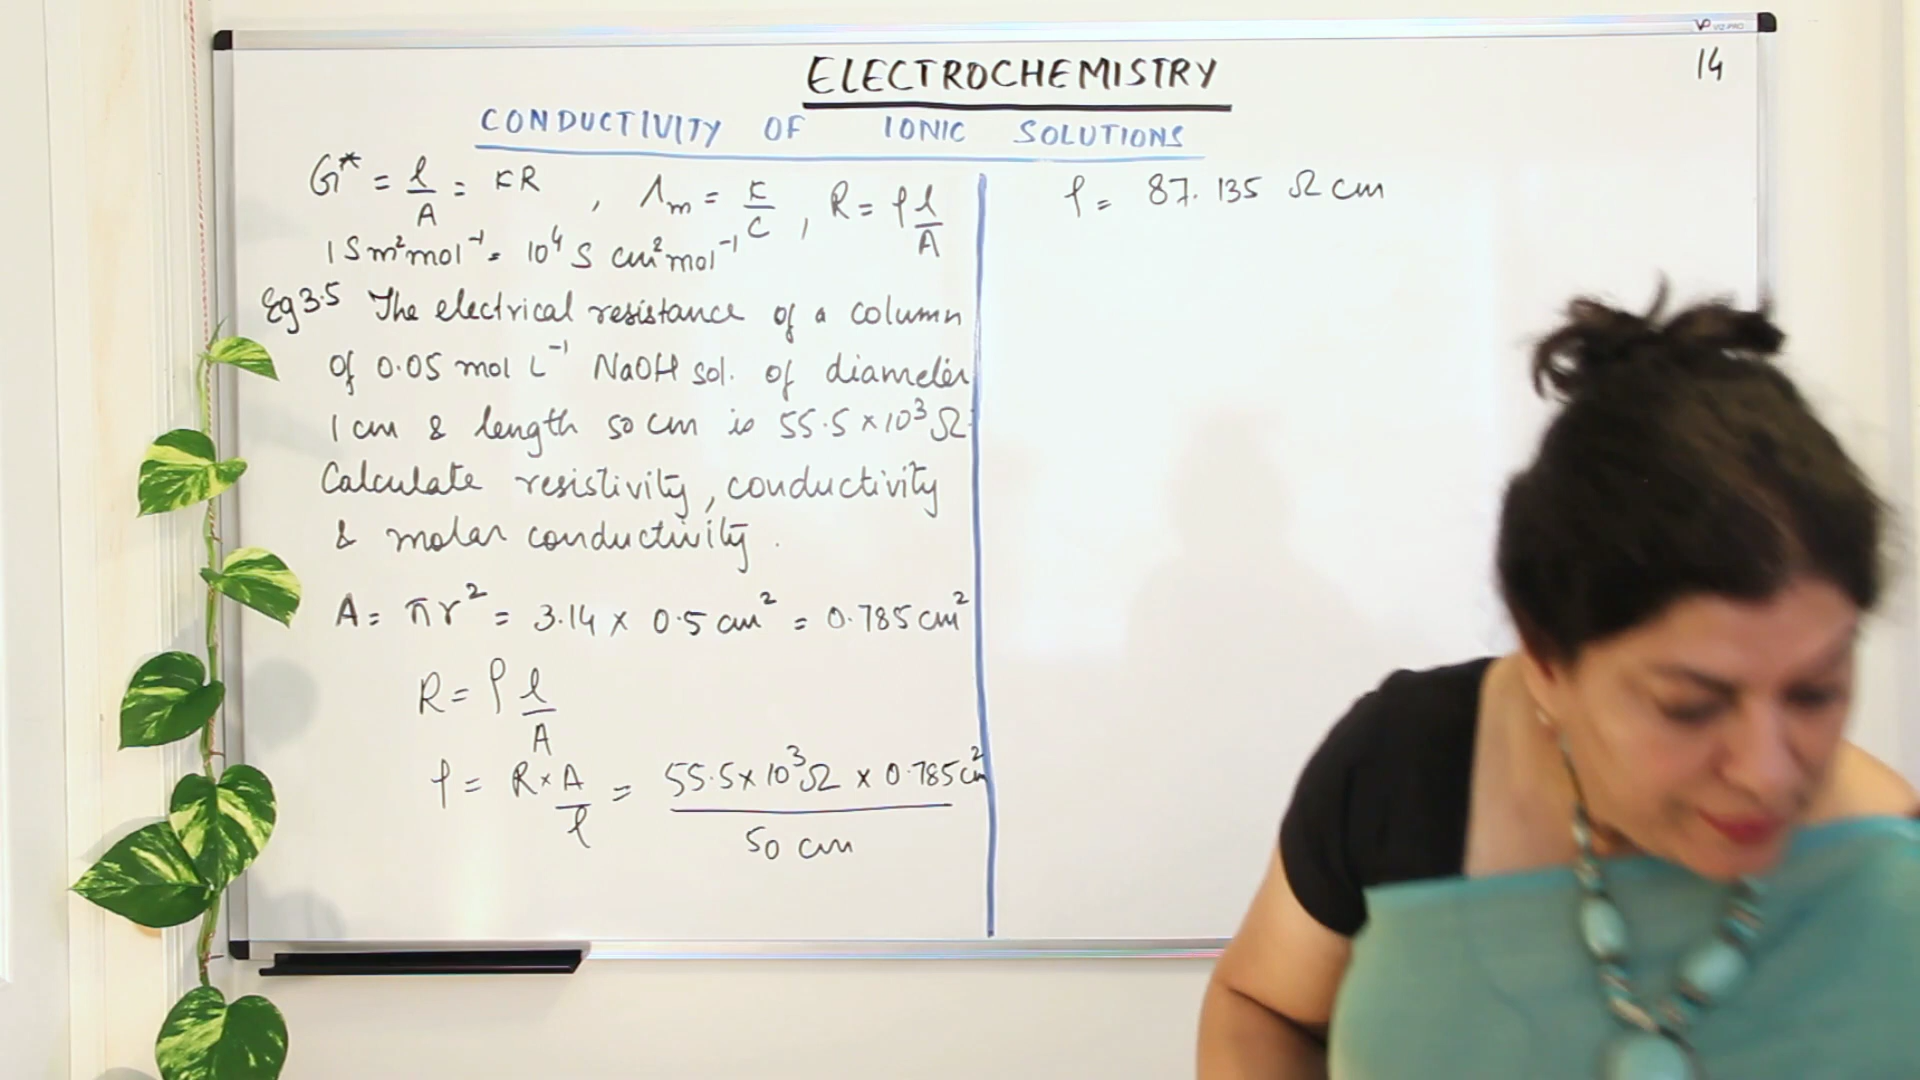 VIZ-PRO
ELECTROCHEMISTRY
14
CONDUCTIVITY OF IONIC SOLUTIONS
G* = l/A = κR , Λm = κ/C , R = ρ l/A
1 S m² mol⁻¹ = 10⁴ S cm² mol⁻¹
Eg 3.5 The electrical resistance of a column
of 0.05 mol L⁻¹ NaOH sol. of diameter
1 cm & length 50 cm is 55.5 × 10³ Ω.
Calculate resistivity, conductivity
& molar conductivity.
A = πr² = 3.14 × 0.5 cm² = 0.785 cm²
R = ρ l/A
ρ = R × A/l = 55.5 × 10³ Ω × 0.785 cm² / 50 cm
ρ = 87.135 Ω cm